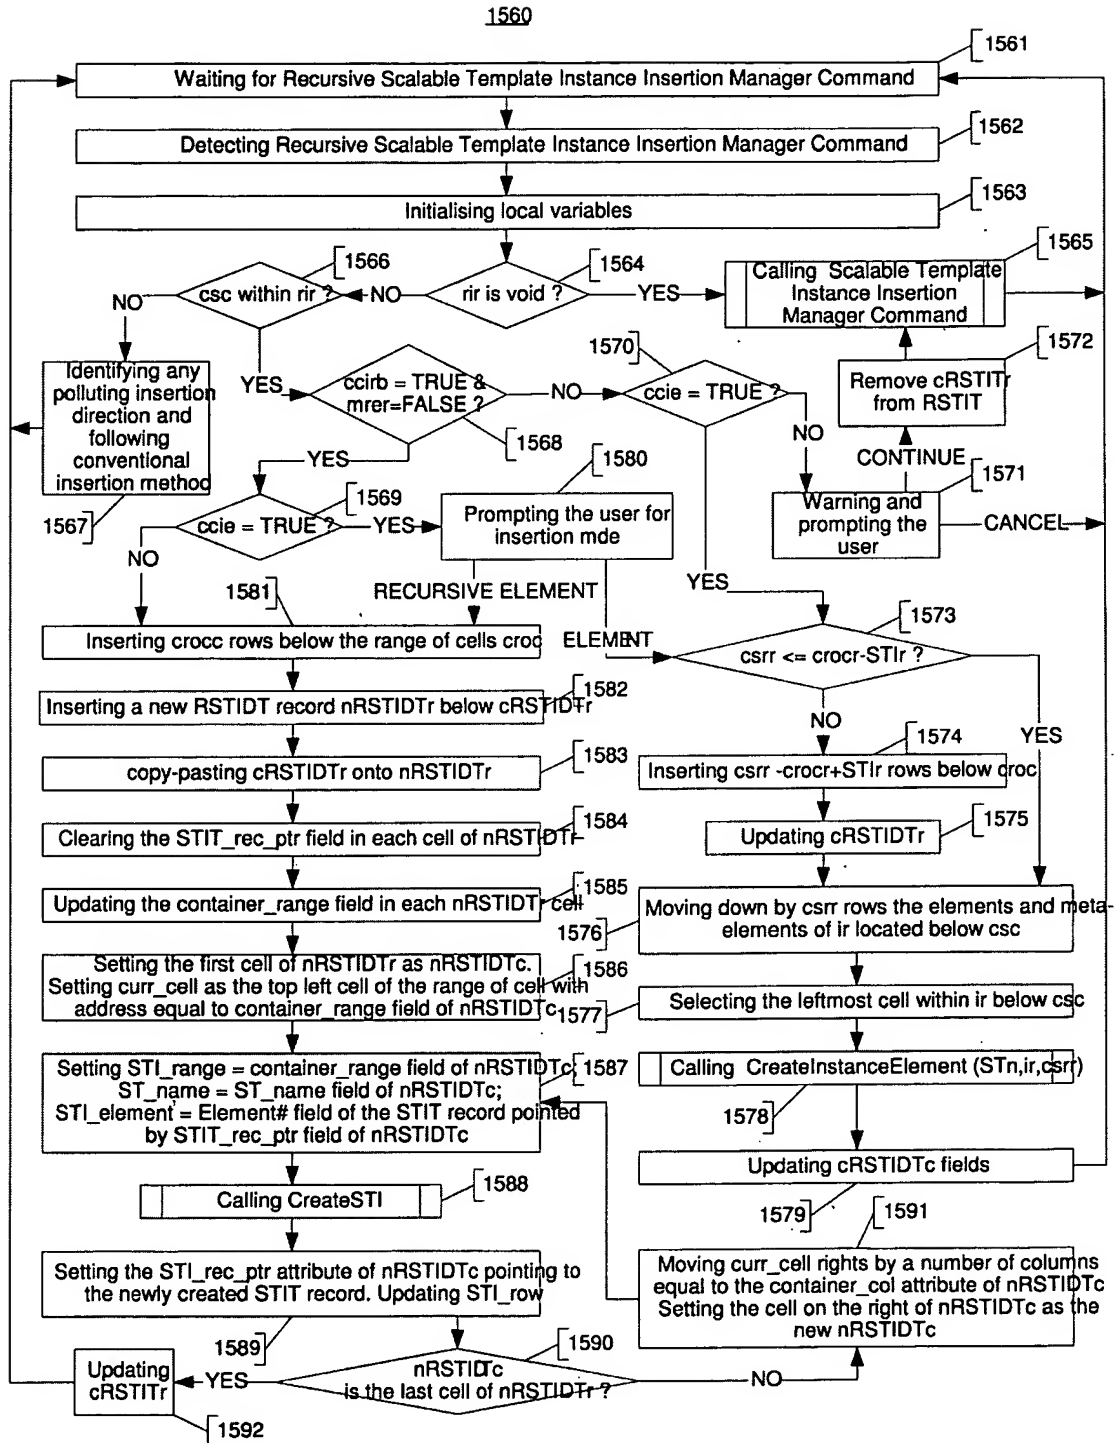 1560
1561
Waiting for Recursive Scalable Template Instance Insertion Manager Command
1562
Detecting Recursive Scalable Template Instance Insertion Manager Command
1563
Initialising local variables
1566
1564
1565
csc within rir ?
NO
rir is void ?
YES
Calling Scalable Template
Instance Insertion
Manager Command
NO
1570
1572
Identifying any
polluting insertion
direction and
following
conventional
insertion method
YES
ccirb = TRUE &
mrer=FALSE ?
NO
ccie = TRUE ?
Remove cRSTITr
from RSTIT
1568
NO
CONTINUE
YES
1580
1571
1567
1569
ccie = TRUE ?
YES
Prompting the user for
insertion mde
Warning and
prompting the
user
CANCEL
NO
YES
1581
RECURSIVE ELEMENT
1573
Inserting crocc rows below the range of cells croc
ELEMENT
csrr <= crocr-STIr ?
1582
Inserting a new RSTIDT record nRSTIDTr below cRSTIDTr
NO
YES
1574
1583
copy-pasting cRSTIDTr onto nRSTIDTr
Inserting csrr -crocr+STIr rows below croc
1584
1575
Clearing the STIT_rec_ptr field in each cell of nRSTIDTr
Updating cRSTIDTr
1585
Updating the container_range field in each nRSTIDTr cell
1576
Moving down by csrr rows the elements and meta-
elements of ir located below csc
Setting the first cell of nRSTIDTr as nRSTIDTc.
Setting curr_cell as the top left cell of the range of cell with
address equal to container_range field of nRSTIDTc
1586
1577
Selecting the leftmost cell within ir below csc
1587
Setting STI_range = container_range field of nRSTIDTc
ST_name = ST_name field of nRSTIDTc;
STI_element = Element# field of the STIT record pointed
by STIT_rec_ptr field of nRSTIDTc
Calling CreateInstanceElement (STn,ir,csrr)
1578
Updating cRSTIDTc fields
1588
Calling CreateSTI
1579
1591
Setting the STI_rec_ptr attribute of nRSTIDTc pointing to
the newly created STIT record. Updating STI_row
Moving curr_cell rights by a number of columns
equal to the container_col attribute of nRSTIDTc
Setting the cell on the right of nRSTIDTc as the
new nRSTIDTc
1589
1590
Updating
cRSTITr
YES
nRSTIDTc
is the last cell of nRSTIDTr ?
NO
1592